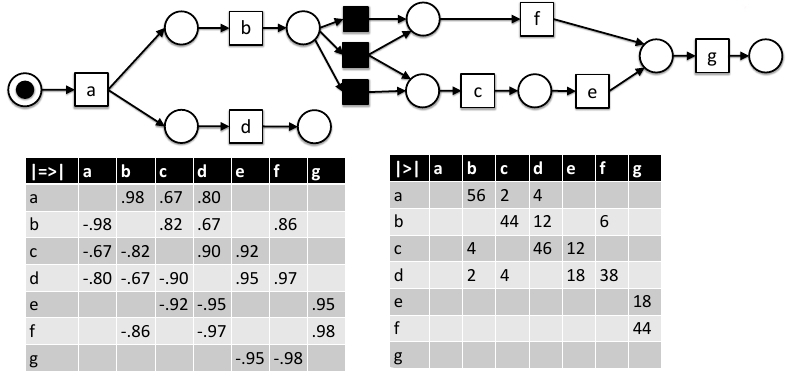 f
b
g
a
c
e
d
|=>| a b c d e f g
a .98 .67 .80
b -.98 .82 .67 .86
c -.67 -.82 .90 .92
d -.80 -.67 -.90 .95 .97
e -.92 -.95 .95
f -.86 -.97 .98
g -.95 -.98
|>| a b c d e f g
a 56 2 4
b 44 12 6
c 4 46 12
d 2 4 18 38
e 18
f 44
g